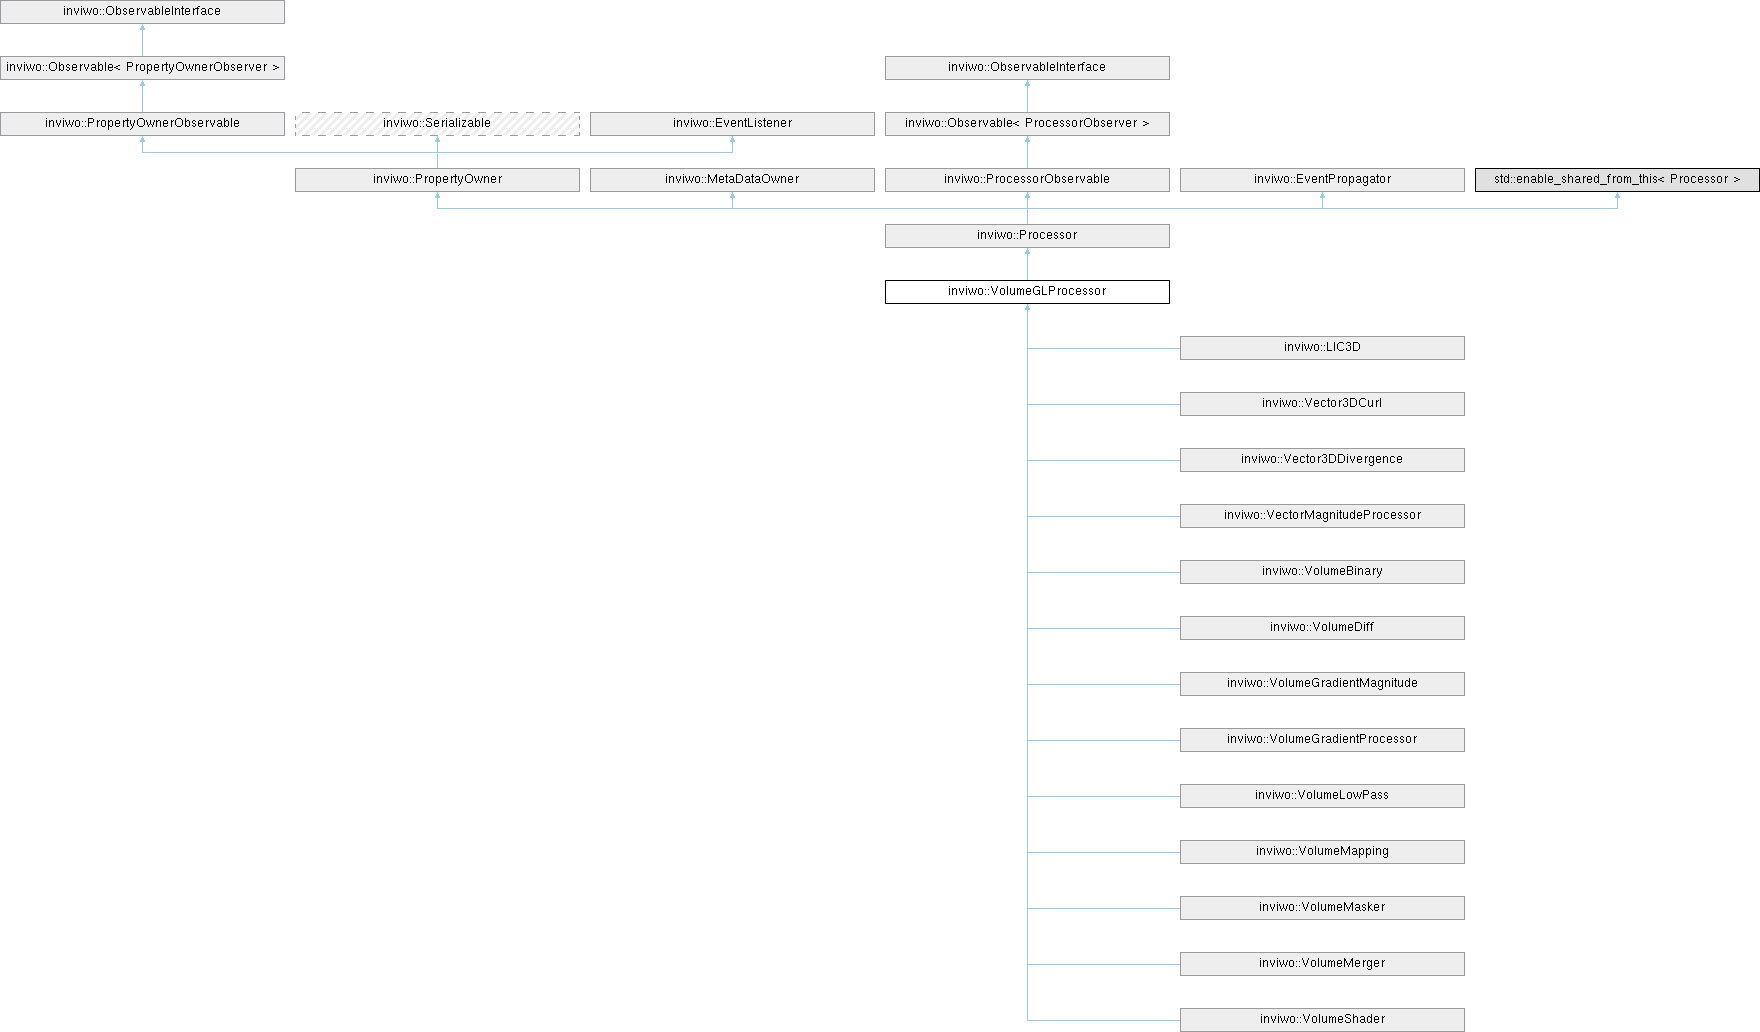 inviwo::ObservableInterface
inviwo::Observable< PropertyOwnerObserver >
inviwo::ObservableInterface
inviwo::PropertyOwnerObservable
inviwo::Serializable
inviwo::EventListener
inviwo::Observable< ProcessorObserver >
inviwo::PropertyOwner
inviwo::MetaDataOwner
inviwo::ProcessorObservable
inviwo::EventPropagator
std::enable_shared_from_this< Processor >
inviwo::Processor
inviwo::VolumeGLProcessor
inviwo::LIC3D
inviwo::Vector3DCurl
inviwo::Vector3DDivergence
inviwo::VectorMagnitudeProcessor
inviwo::VolumeBinary
inviwo::VolumeDiff
inviwo::VolumeGradientMagnitude
inviwo::VolumeGradientProcessor
inviwo::VolumeLowPass
inviwo::VolumeMapping
inviwo::VolumeMasker
inviwo::VolumeMerger
inviwo::VolumeShader